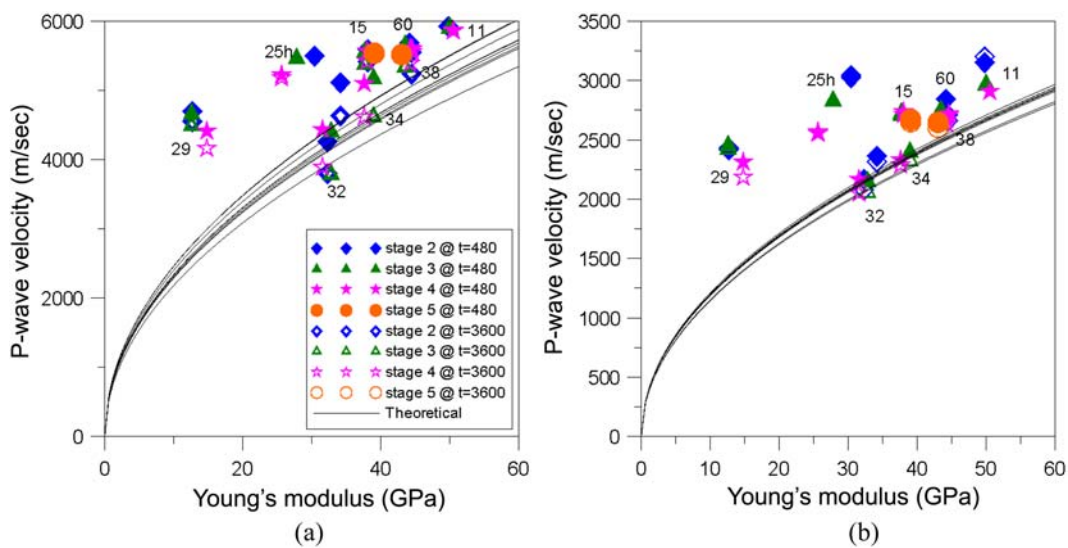 6000
4000
2000
0
P-wave velocity (m/sec)
15
60
11
25h
38
34
29
32
stage 2 @ t=480
stage 3 @ t=480
stage 4 @ t=480
stage 5 @ t=480
stage 2 @ t=3600
stage 3 @ t=3600
stage 4 @ t=3600
stage 5 @ t=3600
Theoretical
0 20 40 60
Young's modulus (GPa)
(a)
3500
3000
2500
2000
1500
1000
500
0
P-wave velocity (m/sec)
25h
15
60
11
38
29
34
32
0 10 20 30 40 50 60
Young's modulus (GPa)
(b)